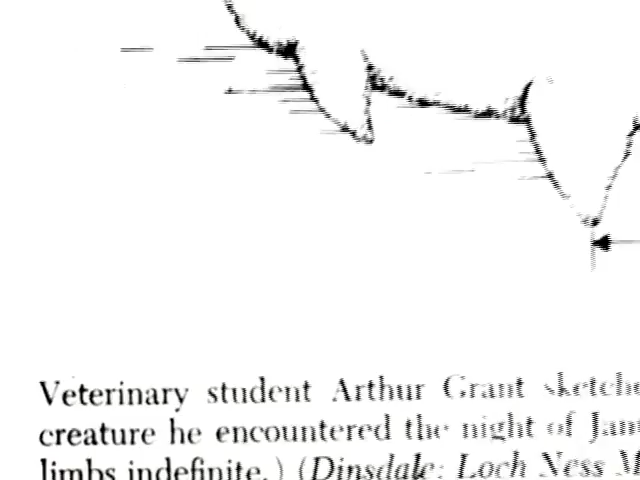 Veterinary student Arthur Grant
creature he encountered the night of
limbs indefinite.) (Dinsdale: Loch Ness